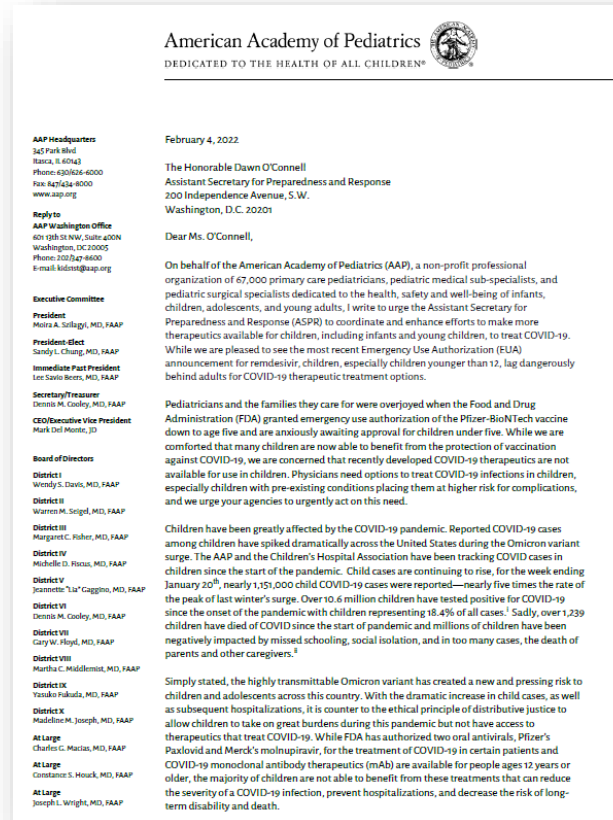 American Academy of Pediatrics
DEDICATED TO THE HEALTH OF ALL CHILDREN®
AAP Headquarters
345 Park Blvd
Itasca, IL 60143
Phone: 630/626-6000
Fax: 847/434-8000
www.aap.org
Reply to
AAP Washington Office
601 13th St NW, Suite 400N
Washington, DC 20005
Phone: 202/347-8600
E-mail: kids1st@aap.org
Executive Committee
President
Moira A. Szilagyi, MD, FAAP
President-Elect
Sandy L. Chung, MD, FAAP
Immediate Past President
Lee Savio Beers, MD, FAAP
Secretary/Treasurer
Dennis M. Cooley, MD, FAAP
CEO/Executive Vice President
Mark Del Monte, JD
Board of Directors
District I
Wendy S. Davis, MD, FAAP
District II
Warren M. Seigel, MD, FAAP
District III
Margaret C. Fisher, MD, FAAP
District IV
Michelle D. Fiscus, MD, FAAP
District V
Jeannette "Lia" Gaggino, MD, FAAP
District VI
Dennis M. Cooley, MD, FAAP
District VII
Gary W. Floyd, MD, FAAP
District VIII
Martha C. Middlemist, MD, FAAP
District IX
Yasuko Fukuda, MD, FAAP
District X
Madeline M. Joseph, MD, FAAP
At Large
Charles G. Macias, MD, FAAP
At Large
Constance S. Houck, MD, FAAP
At Large
Joseph L. Wright, MD, FAAP
February 4, 2022
The Honorable Dawn O'Connell
Assistant Secretary for Preparedness and Response
200 Independence Avenue, S.W.
Washington, D.C. 20201
Dear Ms. O'Connell,
On behalf of the American Academy of Pediatrics (AAP), a non-profit professional
organization of 67,000 primary care pediatricians, pediatric medical sub-specialists, and
pediatric surgical specialists dedicated to the health, safety and well-being of infants,
children, adolescents, and young adults, I write to urge the Assistant Secretary for
Preparedness and Response (ASPR) to coordinate and enhance efforts to make more
therapeutics available for children, including infants and young children, to treat COVID-19.
While we are pleased to see the most recent Emergency Use Authorization (EUA)
announcement for remdesivir, children, especially children younger than 12, lag dangerously
behind adults for COVID-19 therapeutic treatment options.
Pediatricians and the families they care for were overjoyed when the Food and Drug
Administration (FDA) granted emergency use authorization of the Pfizer-BioNTech vaccine
down to age five and are anxiously awaiting approval for children under five. While we are
comforted that many children are now able to benefit from the protection of vaccination
against COVID-19, we are concerned that recently developed COVID-19 therapeutics are not
available for use in children. Physicians need options to treat COVID-19 infections in children,
especially children with pre-existing conditions placing them at higher risk for complications,
and we urge your agencies to urgently act on this need.
Children have been greatly affected by the COVID-19 pandemic. Reported COVID-19 cases
among children have spiked dramatically across the United States during the Omicron variant
surge. The AAP and the Children's Hospital Association have been tracking COVID cases in
children since the start of the pandemic. Child cases are continuing to rise, for the week ending
January 20th, nearly 1,151,000 child COVID-19 cases were reported—nearly five times the rate of
the peak of last winter's surge. Over 10.6 million children have tested positive for COVID-19
since the onset of the pandemic with children representing 18.4% of all cases.i Sadly, over 1,239
children have died of COVID since the start of pandemic and millions of children have been
negatively impacted by missed schooling, social isolation, and in too many cases, the death of
parents and other caregivers.ii
Simply stated, the highly transmittable Omicron variant has created a new and pressing risk to
children and adolescents across this country. With the dramatic increase in child cases, as well
as subsequent hospitalizations, it is counter to the ethical principle of distributive justice to
allow children to take on great burdens during this pandemic but not have access to
therapeutics that treat COVID-19. While FDA has authorized two oral antivirals, Pfizer's
Paxlovid and Merck's molnupiravir, for the treatment of COVID-19 in certain patients and
COVID-19 monoclonal antibody therapeutics (mAb) are available for people ages 12 years or
older, the majority of children are not able to benefit from these treatments that can reduce
the severity of a COVID-19 infection, prevent hospitalizations, and decrease the risk of long-
term disability and death.